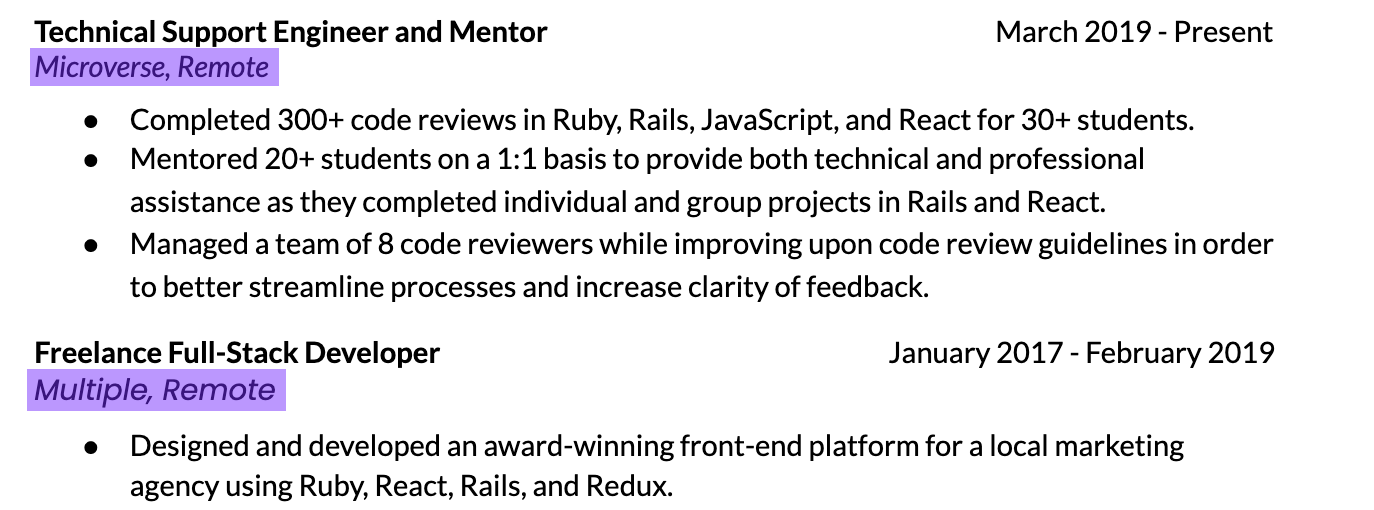 Technical Support Engineer and Mentor March 2019 - Present
Microverse, Remote
● Completed 300+ code reviews in Ruby, Rails, JavaScript, and React for 30+ students.
● Mentored 20+ students on a 1:1 basis to provide both technical and professional
assistance as they completed individual and group projects in Rails and React.
● Managed a team of 8 code reviewers while improving upon code review guidelines in order
to better streamline processes and increase clarity of feedback.
Freelance Full-Stack Developer January 2017 - February 2019
Multiple, Remote
● Designed and developed an award-winning front-end platform for a local marketing
agency using Ruby, React, Rails, and Redux.